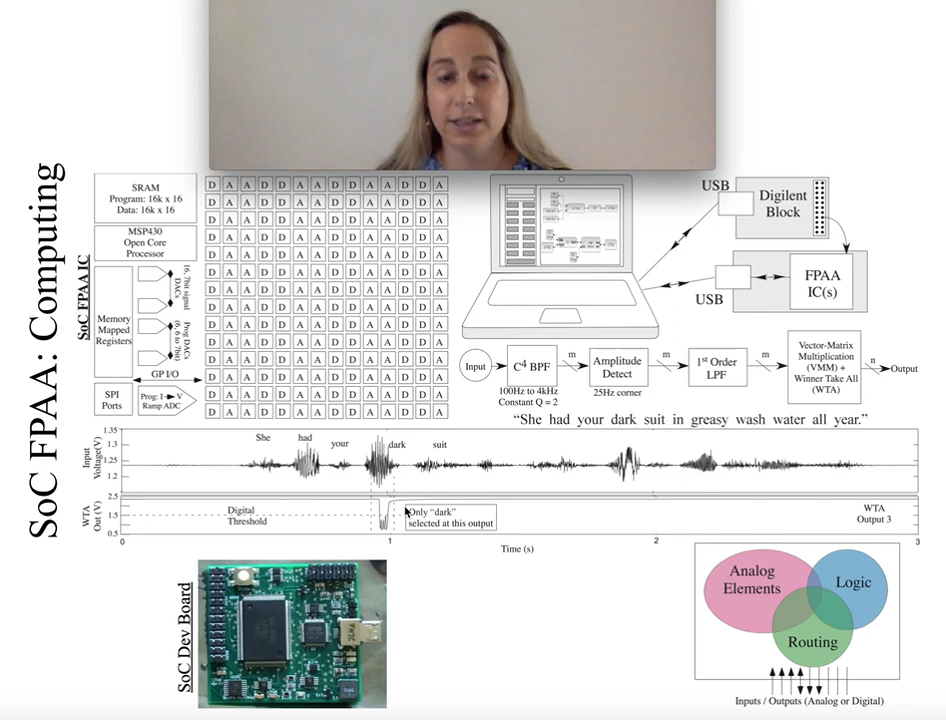 SoC FPAA: Computing
SoC FPAA IC
SRAM
Program: 16k x 16
Data: 16k x 16
MSP430
Open Core
Processor
Memory
Mapped
Registers
16, 7bit signal
DACs
Prog DACs
(6, 6 to 7bit)
GP I/O
SPI
Ports
Prog: I V
Ramp ADC
D A A D D A A D D A A D D A
D A A D D A A D D A A D D A
D A A D D A A D D A A D D A
D A A D D A A D D A A D D A
D A A D D A A D D A A D D A
D A A D D A A D D A A D D A
D A A D D A A D D A A D D A
D A A D D A A D D A A D D A
D A A D D A A D D A A D D A
D A A D D A A D D A A D D A
D A A D D A A D D A A D D A
D A A D D A A D D A A D D A
D A A D D A A D D A A D D A
D A A D D A A D D A A D D A
USB
Digilent
Block
USB
FPAA
IC(s)
Input
C⁴ BPF
100Hz to 4kHz
Constant Q = 2
m
Amplitude
Detect
25Hz corner
m
1st Order
LPF
m
Vector-Matrix
Multiplication
(VMM) +
Winner Take All
(WTA)
n
Output
“She had your dark suit in greasy wash water all year.”
Input
Voltage(V)
1.35
1.3
1.25
1.2
She had your dark suit
WTA
Out (V)
2.5
1.5
0.5
Digital
Threshold
Only “dark”
selected at this output
WTA
Output 3
0 1 2 3
Time (s)
SoC Dev Board
Analog
Elements
Logic
Routing
Inputs / Outputs (Analog or Digital)